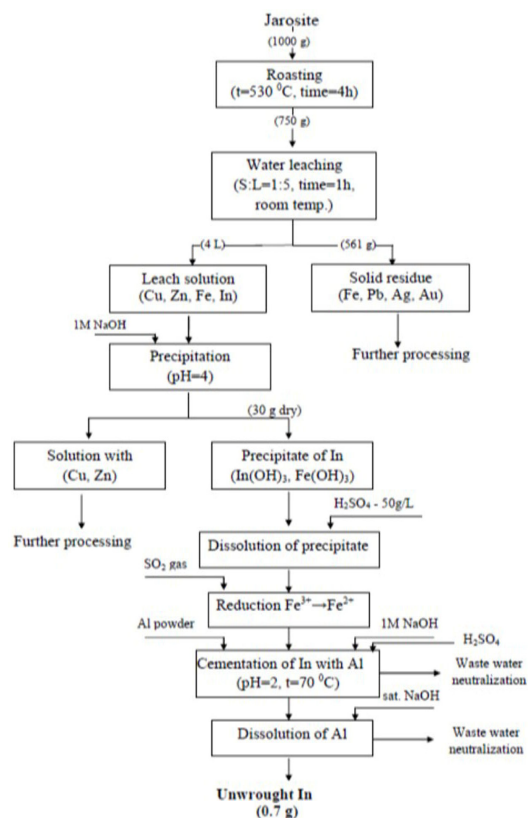 Jarosite
(1000 g)
Roasting
(t=530 ⁰C, time=4h)
(750 g)
Water leaching
(S:L=1:5, time=1h,
room temp.)
(4 L)
(561 g)
Leach solution
(Cu, Zn, Fe, In)
Solid residue
(Fe, Pb, Ag, Au)
1M NaOH
Further processing
Precipitation
(pH=4)
(30 g dry)
Solution with
(Cu, Zn)
Precipitate of In
(In(OH)₃, Fe(OH)₃)
H₂SO₄ - 50g/L
Further processing
Dissolution of precipitate
SO₂ gas
Reduction Fe³⁺→Fe²⁺
Al powder
1M NaOH
H₂SO₄
Cementation of In with Al
(pH=2, t=70 ⁰C)
Waste water
neutralization
sat. NaOH
Dissolution of Al
Waste water
neutralization
Unwrought In
(0.7 g)